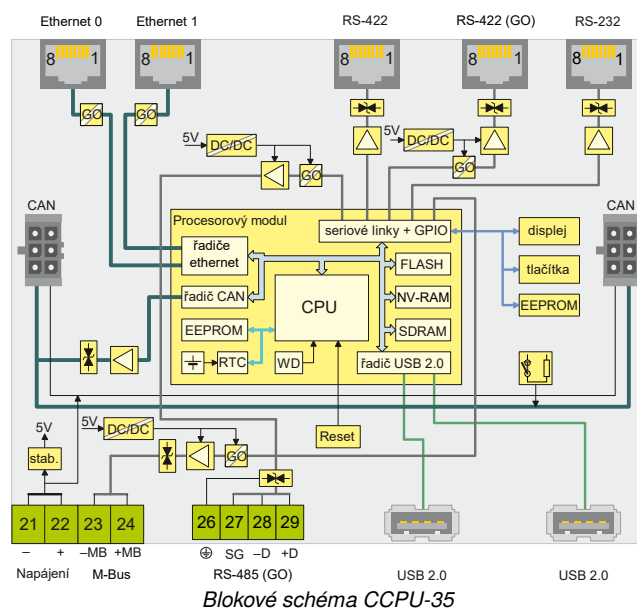 Ethernet 0 Ethernet 1 RS-422 RS-422 (GO) RS-232
8 1 8 1 8 1 8 1 8 1
GO GO
5V DC/DC GO 5V DC/DC GO
CAN CAN
Procesorový modul
seriové linky + GPIO displej
řadiče
ethernet
FLASH tlačítka
řadič CAN CPU NV-RAM EEPROM
EEPROM SDRAM
RTC WD řadič USB 2.0
5V 5V DC/DC GO Reset
stab.
21 22 23 24 26 27 28 29
– + –MB +MB SG –D +D
Napájení M-Bus RS-485 (GO) USB 2.0 USB 2.0
Blokové schéma CCPU-35